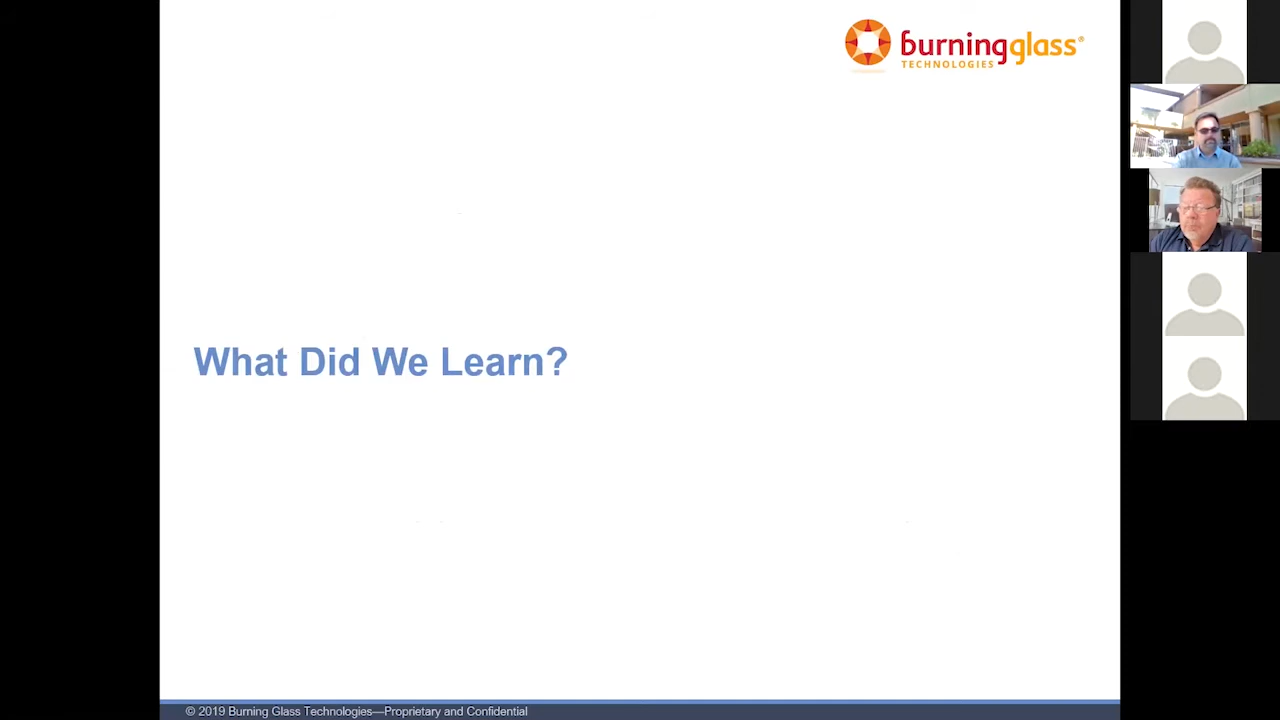 burningglass®
TECHNOLOGIES
What Did We Learn?
© 2019 Burning Glass Technologies—Proprietary and Confidential